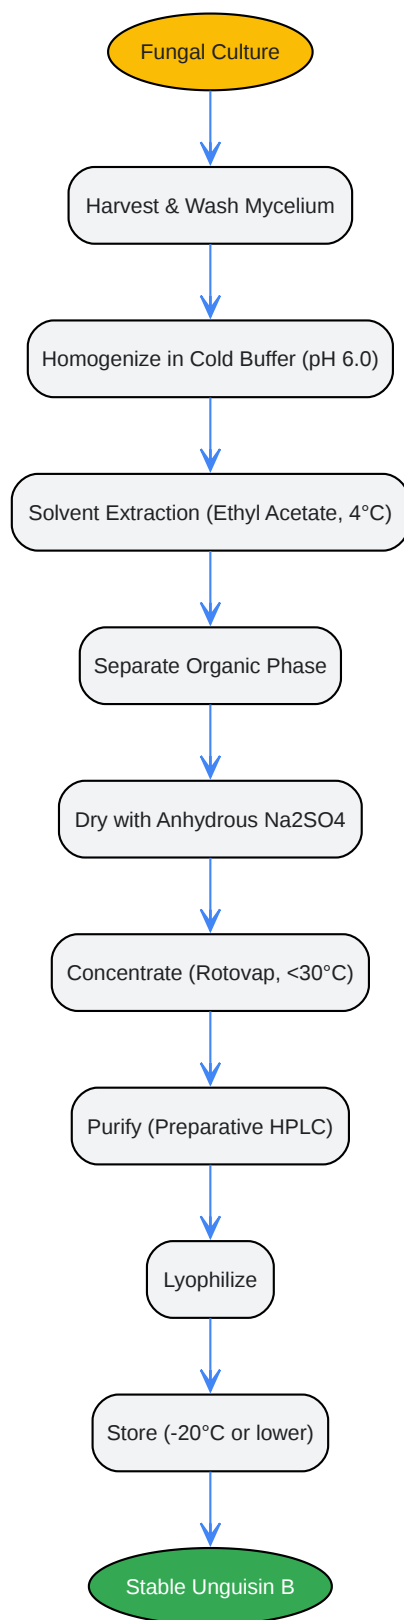 Fungal Culture
Harvest & Wash Mycelium
Homogenize in Cold Buffer (pH 6.0)
Solvent Extraction (Ethyl Acetate, 4°C)
Separate Organic Phase
Dry with Anhydrous Na2SO4
Concentrate (Rotovap, <30°C)
Purify (Preparative HPLC)
Lyophilize
Store (-20°C or lower)
Stable Unguisin B